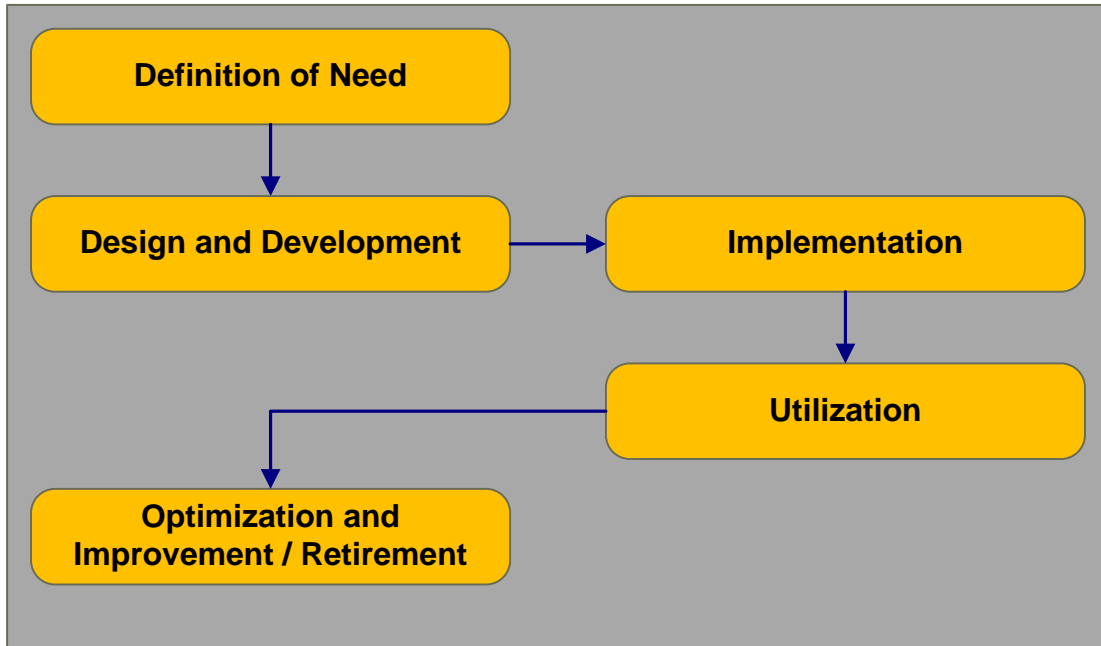 Definition of Need
Design and Development
Implementation
Utilization
Optimization and
Improvement / Retirement